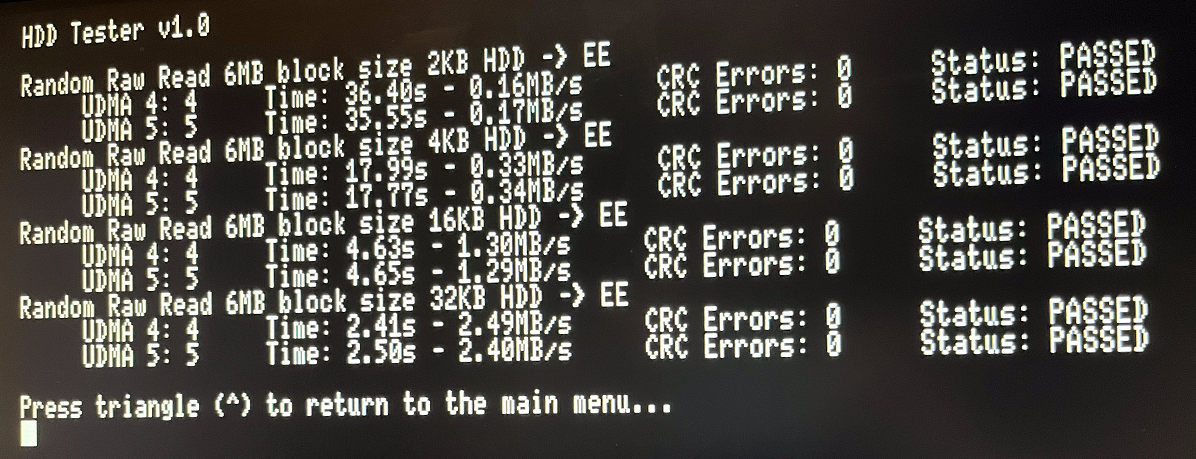 HDD Tester v1.0
Random Raw Read 6MB block size 2KB HDD -> EE
UDMA 4: 4 Time: 36.40s - 0.16MB/s CRC Errors: 0 Status: PASSED
UDMA 5: 5 Time: 35.55s - 0.17MB/s CRC Errors: 0 Status: PASSED
Random Raw Read 6MB block size 4KB HDD -> EE
UDMA 4: 4 Time: 17.99s - 0.33MB/s CRC Errors: 0 Status: PASSED
UDMA 5: 5 Time: 17.77s - 0.34MB/s CRC Errors: 0 Status: PASSED
Random Raw Read 6MB block size 16KB HDD -> EE
UDMA 4: 4 Time: 4.63s - 1.30MB/s CRC Errors: 0 Status: PASSED
UDMA 5: 5 Time: 4.65s - 1.29MB/s CRC Errors: 0 Status: PASSED
Random Raw Read 6MB block size 32KB HDD -> EE
UDMA 4: 4 Time: 2.41s - 2.49MB/s CRC Errors: 0 Status: PASSED
UDMA 5: 5 Time: 2.50s - 2.40MB/s CRC Errors: 0 Status: PASSED
Press triangle (^) to return to the main menu...